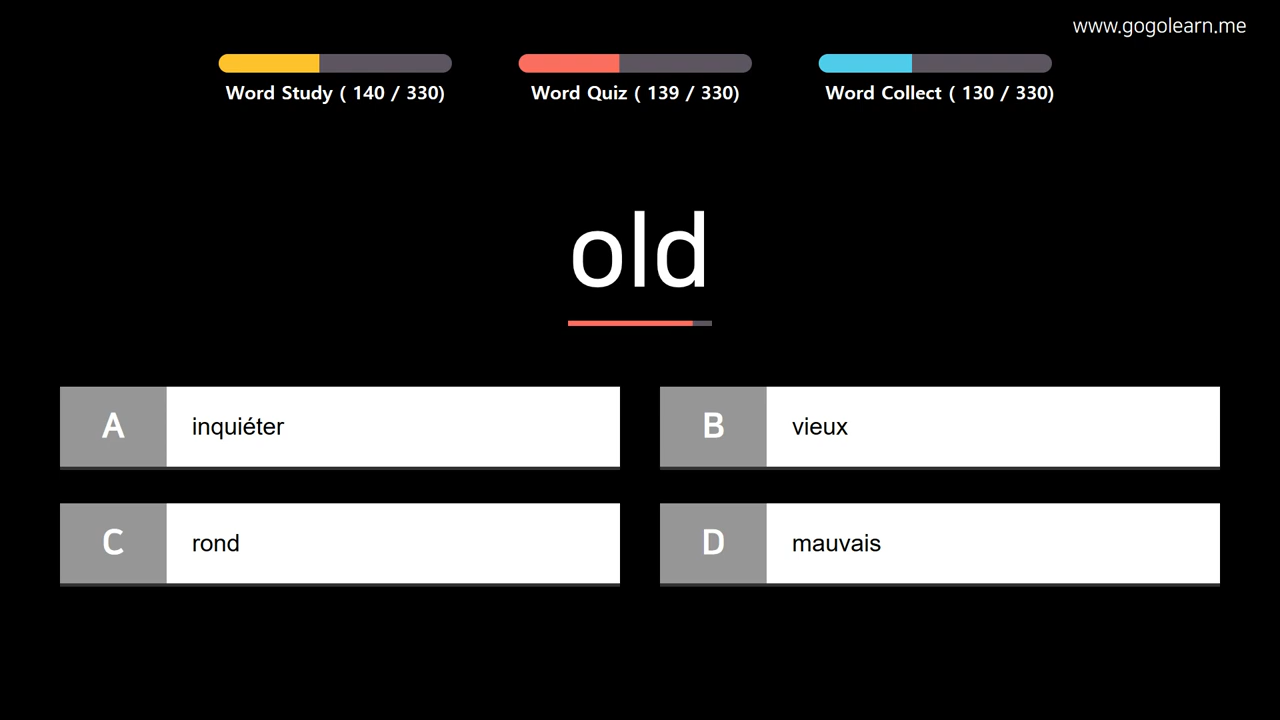 www.gogolearn.me
Word Study ( 140 / 330)
Word Quiz ( 139 / 330)
Word Collect ( 130 / 330)
old
A inquiéter
B vieux
C rond
D mauvais